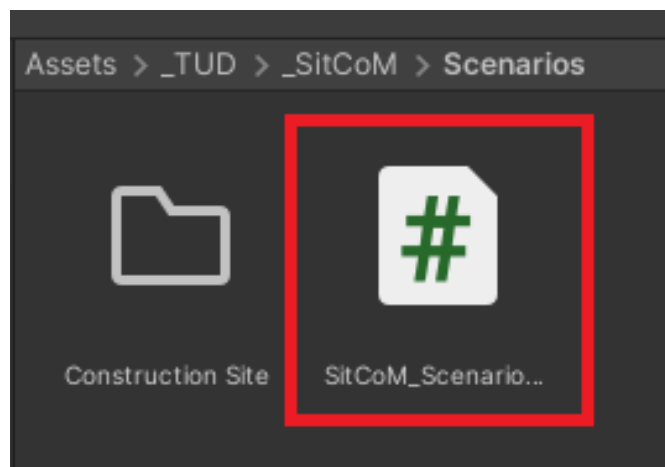 Assets > _TUD > _SitCoM > Scenarios
#
Construction Site
SitCoM_Scenario...